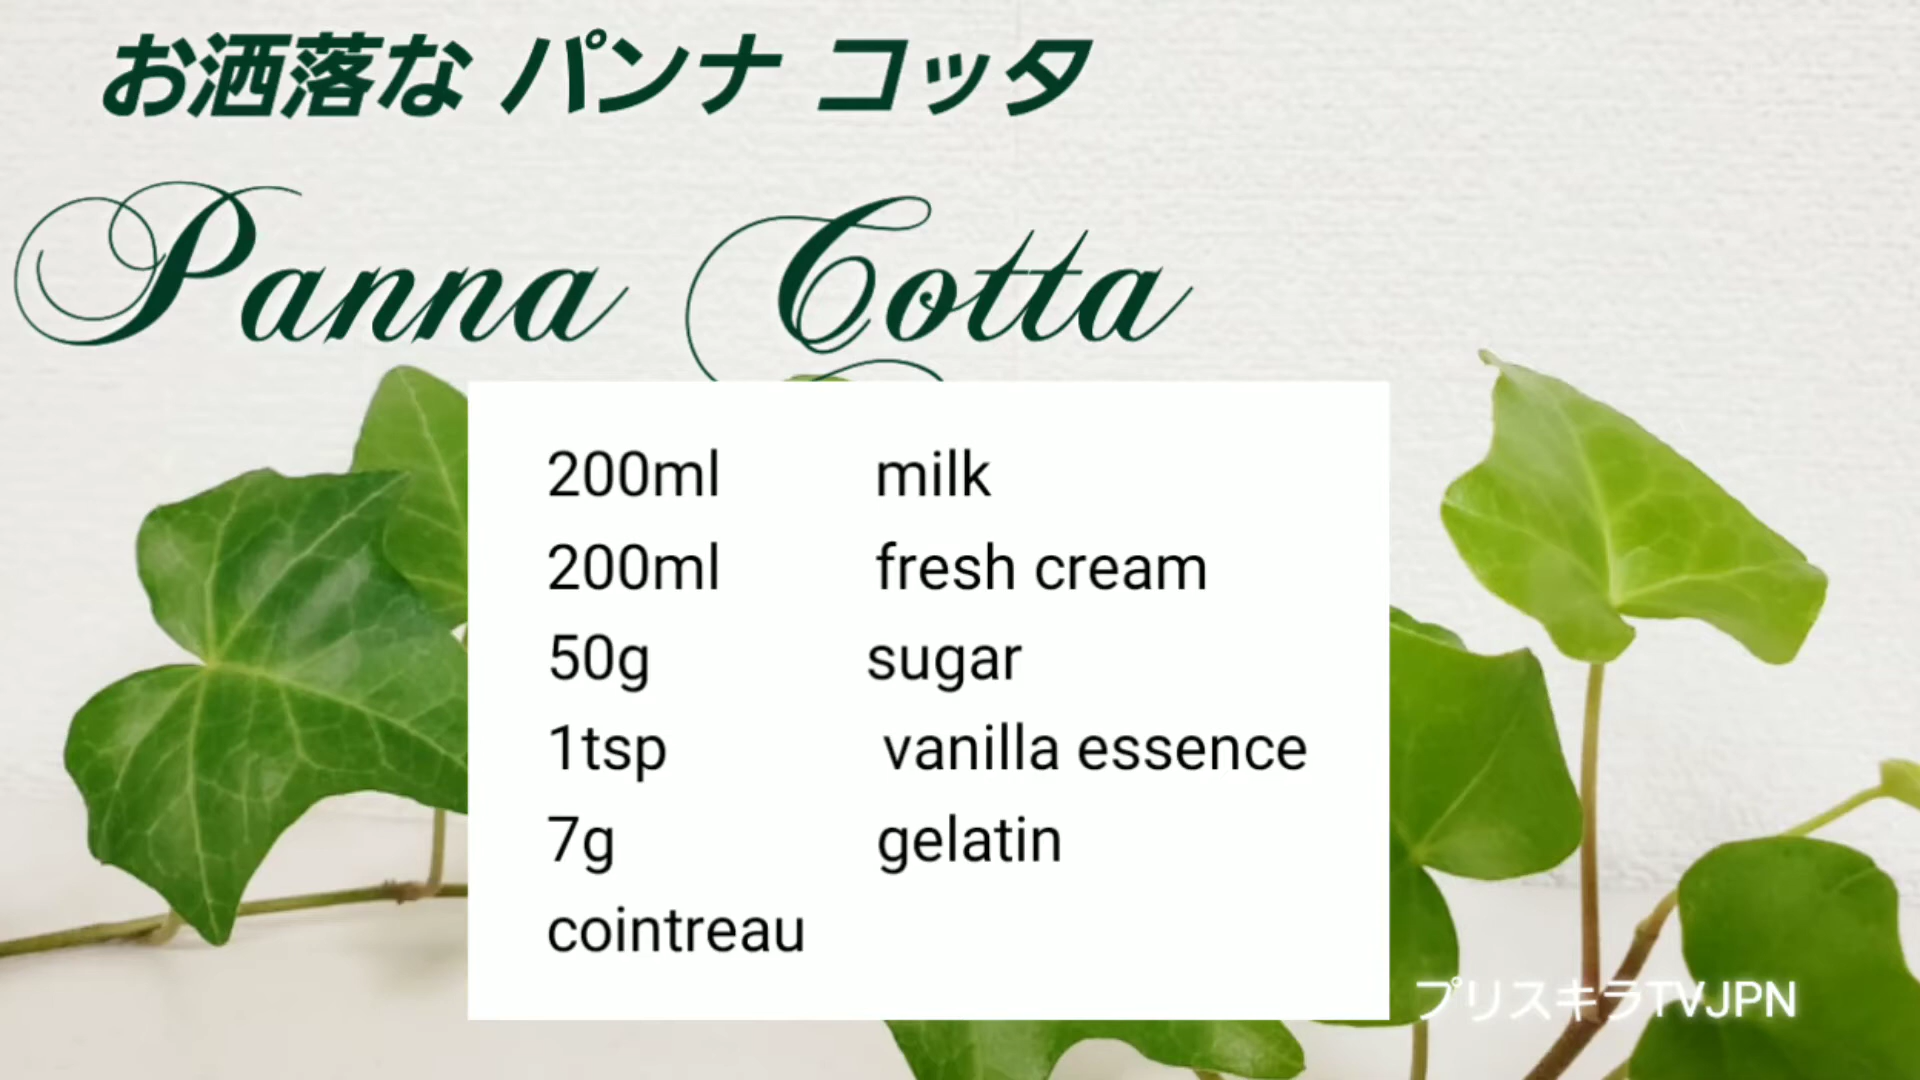 お洒落な パンナ コッタ
Panna Cotta
200ml milk
200ml fresh cream
50g sugar
1tsp vanilla essence
7g gelatin
cointreau
プリスキラTVJPN